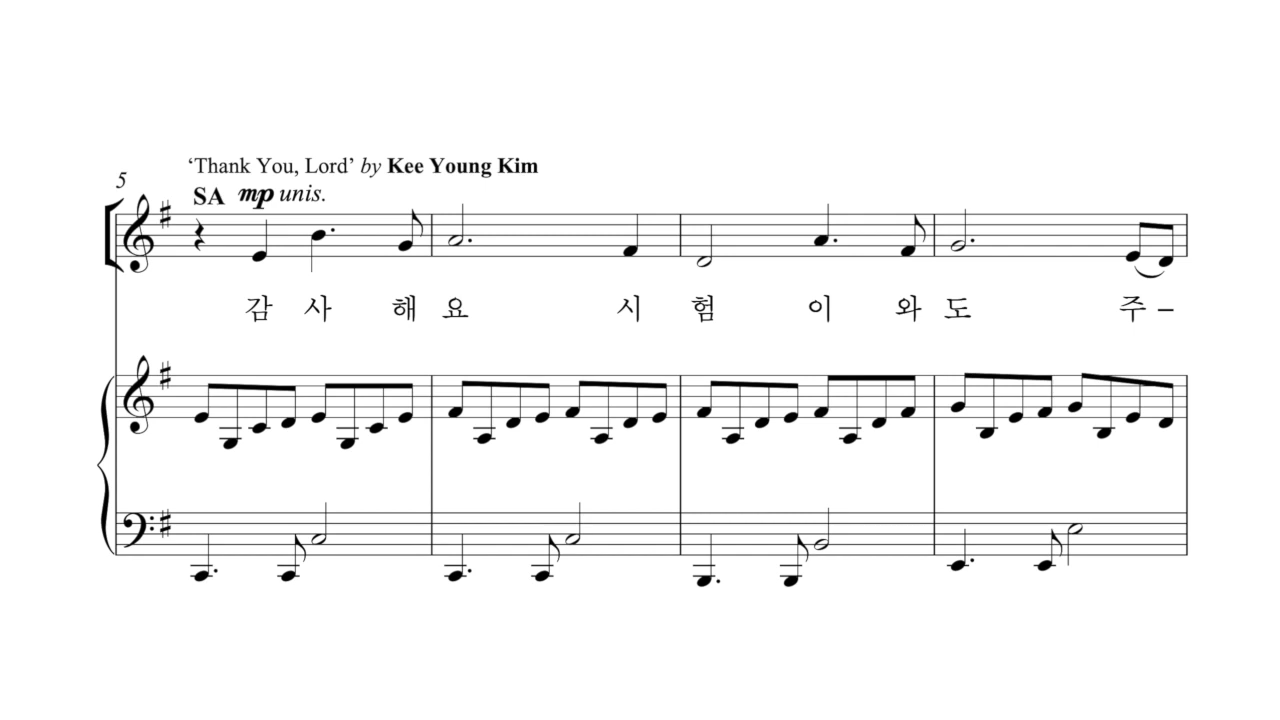 ‘Thank You, Lord’ by Kee Young Kim
5
SA mp unis.
감 사 해 요 시 험 이 와 도 주 –